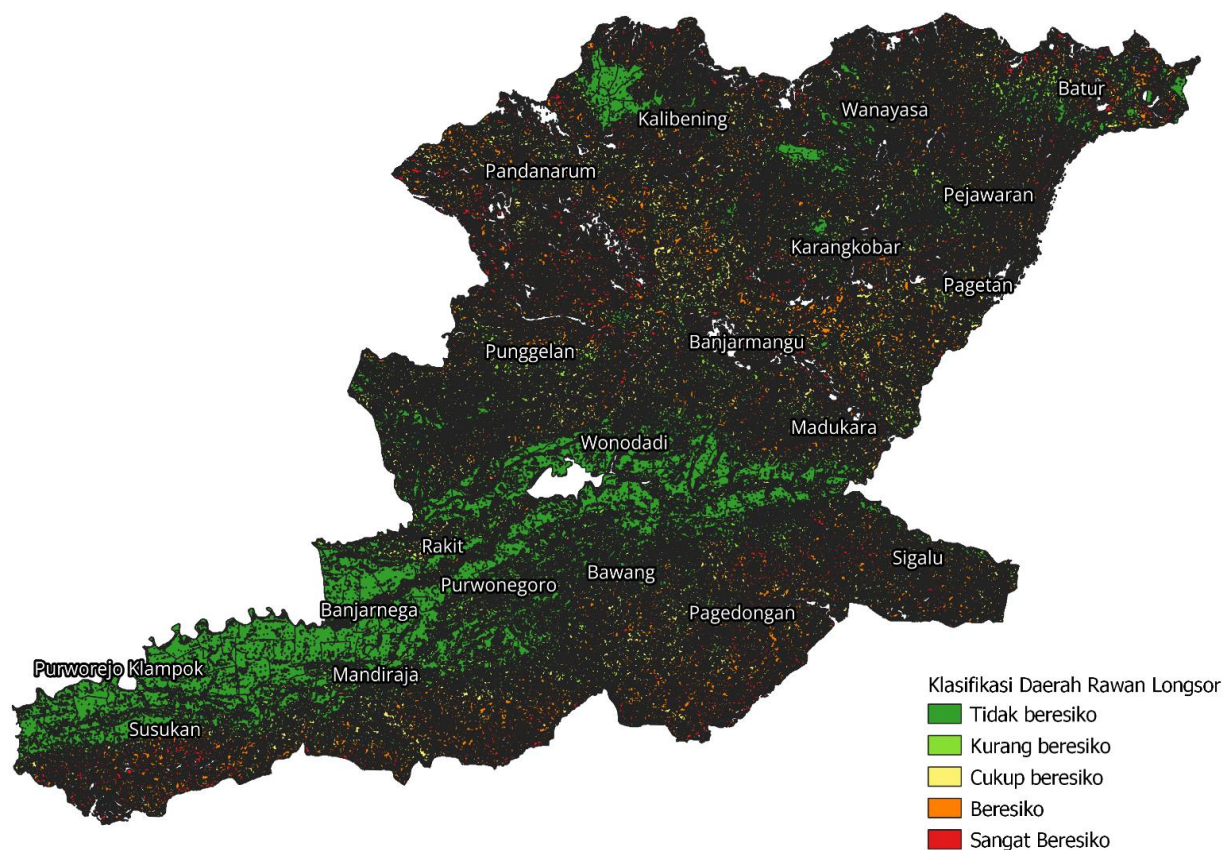 Batur
Wanayasa
Kalibening
Pandanarum
Pejawaran
Karangkobar
Pagetan
Banjarmangu
Punggelan
Madukara
Wonodadi
Rakit
Sigalu
Bawang
Purwonegoro
Banjarnega
Pagedongan
Purworejo Klampok
Mandiraja
Susukan
Klasifikasi Daerah Rawan Longsor
Tidak beresiko
Kurang beresiko
Cukup beresiko
Beresiko
Sangat Beresiko